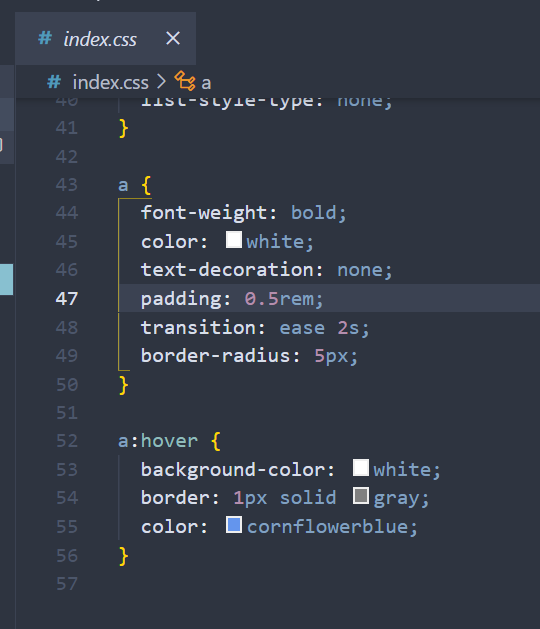 # index.css ×
# index.css > a
40 list-style-type: none;
41 }
42
43 a {
44 font-weight: bold;
45 color: white;
46 text-decoration: none;
47 padding: 0.5rem;
48 transition: ease 2s;
49 border-radius: 5px;
50 }
51
52 a:hover {
53 background-color: white;
54 border: 1px solid gray;
55 color: cornflowerblue;
56 }
57